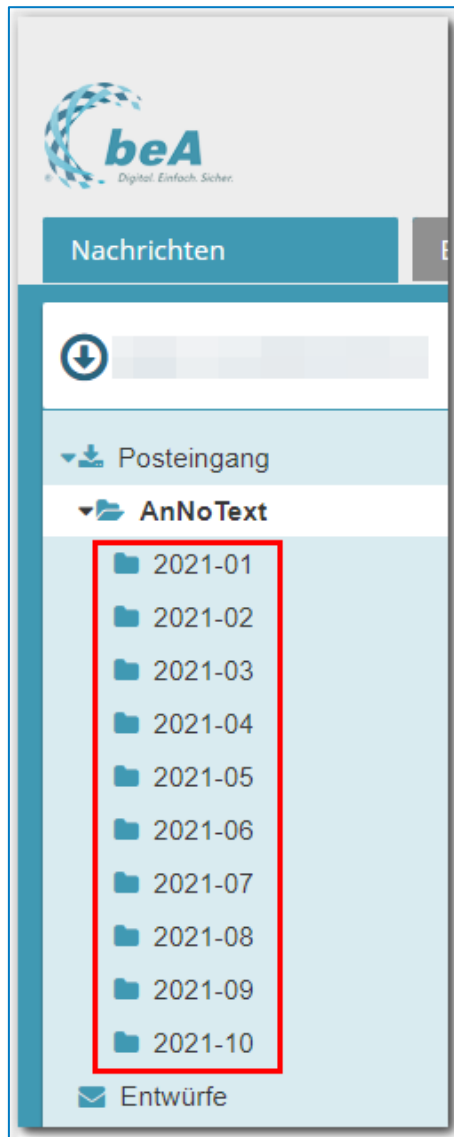 beA
Digital. Einfach. Sicher.
Nachrichten
Posteingang
AnNoText
2021-01
2021-02
2021-03
2021-04
2021-05
2021-06
2021-07
2021-08
2021-09
2021-10
Entwürfe